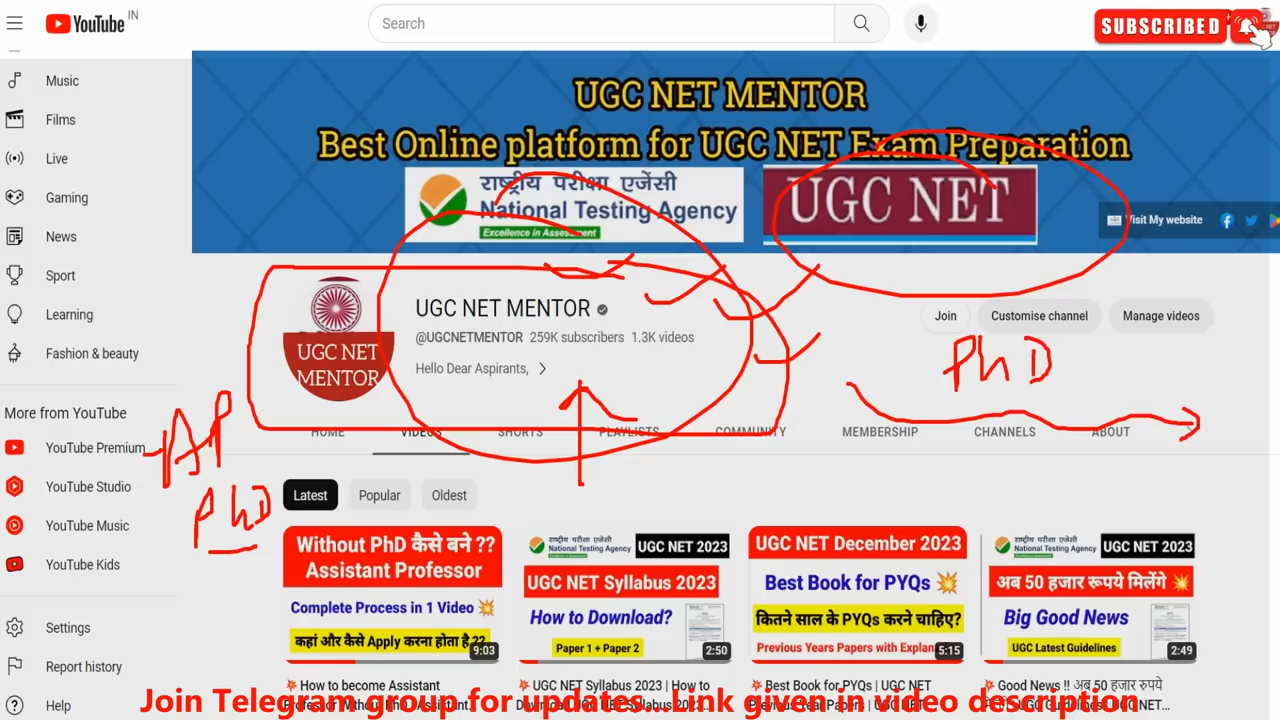 YouTube IN
Search
SUBSCRIBED
Music
Films
Live
Gaming
News
Sport
Learning
Fashion & beauty
More from YouTube
YouTube Premium
YouTube Studio
YouTube Music
YouTube Kids
Settings
Report history
Help
UGC NET MENTOR
Best Online platform for UGC NET Exam Preparation
राष्ट्रीय परीक्षा एजेंसी
National Testing Agency
Excellence in Assessment
UGC NET
Visit My website
UGC NET
MENTOR
UGC NET MENTOR
@UGCNETMENTOR 259K subscribers 1.3K videos
Hello Dear Aspirants,
Join
Customise channel
Manage videos
PhD
AP
PhD
HOME VIDEOS SHORTS PLAYLISTS COMMUNITY MEMBERSHIP CHANNELS ABOUT
Latest
Popular
Oldest
Without PhD कैसे बने ??
Assistant Professor
Complete Process in 1 Video
कहां और कैसे Apply करना होता है ??
9:03
How to become Assistant
Professor Without PhD
राष्ट्रीय परीक्षा एजेंसी
National Testing Agency
UGC NET 2023
UGC NET Syllabus 2023
How to Download?
Paper 1 + Paper 2
2:50
UGC NET Syllabus 2023 | How to
UGC NET December 2023
Best Book for PYQs
कितने साल के PYQs करने चाहिए?
Previous Years Papers with Explan
5:15
Best Book for PYQs | UGC NET
राष्ट्रीय परीक्षा एजेंसी
National Testing Agency
UGC NET 2023
अब 50 हजार रूपये मिलेंगे
Big Good News
UGC Latest Guidelines
2:49
Good News !! अब 50 हजार रूपये
Join Telegram group for updates...Link given in video description